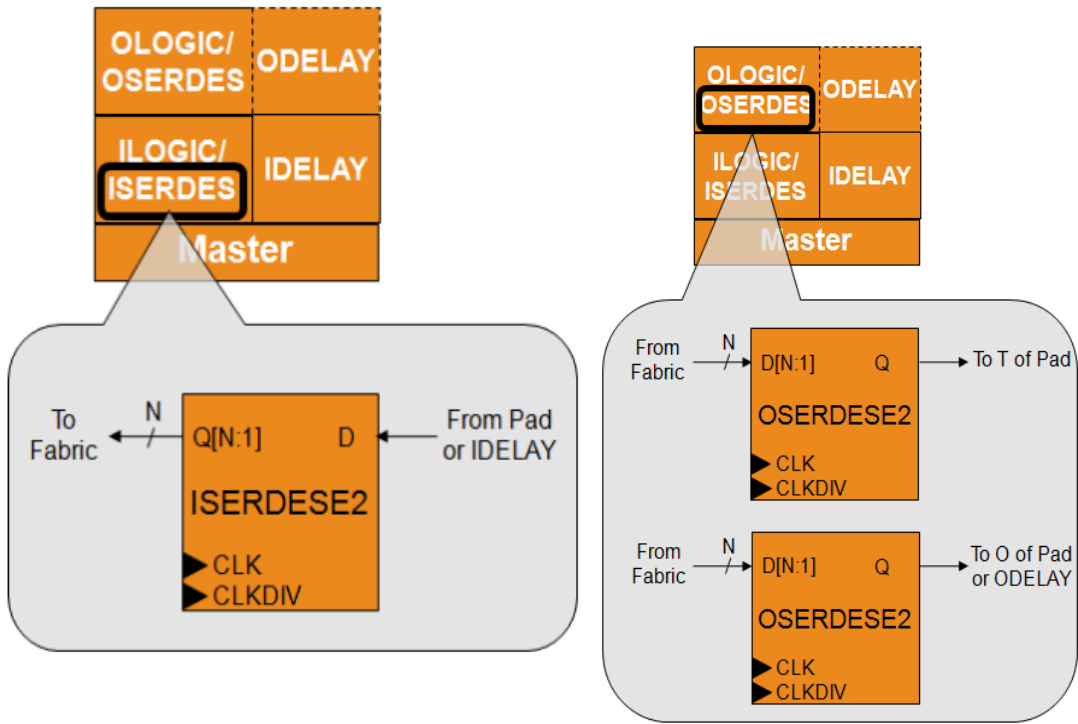 OLOGIC/
OSERDES
ODELAY
ILOGIC/
ISERDES
IDELAY
Master
To
Fabric
N
Q[N:1]
D
From Pad
or IDELAY
ISERDESE2
CLK
CLKDIV
OLOGIC/
OSERDES
ODELAY
ILOGIC/
ISERDES
IDELAY
Master
From
Fabric
N
D[N:1]
Q
To T of Pad
OSERDESE2
CLK
CLKDIV
From
Fabric
N
D[N:1]
Q
To O of Pad
or ODELAY
OSERDESE2
CLK
CLKDIV